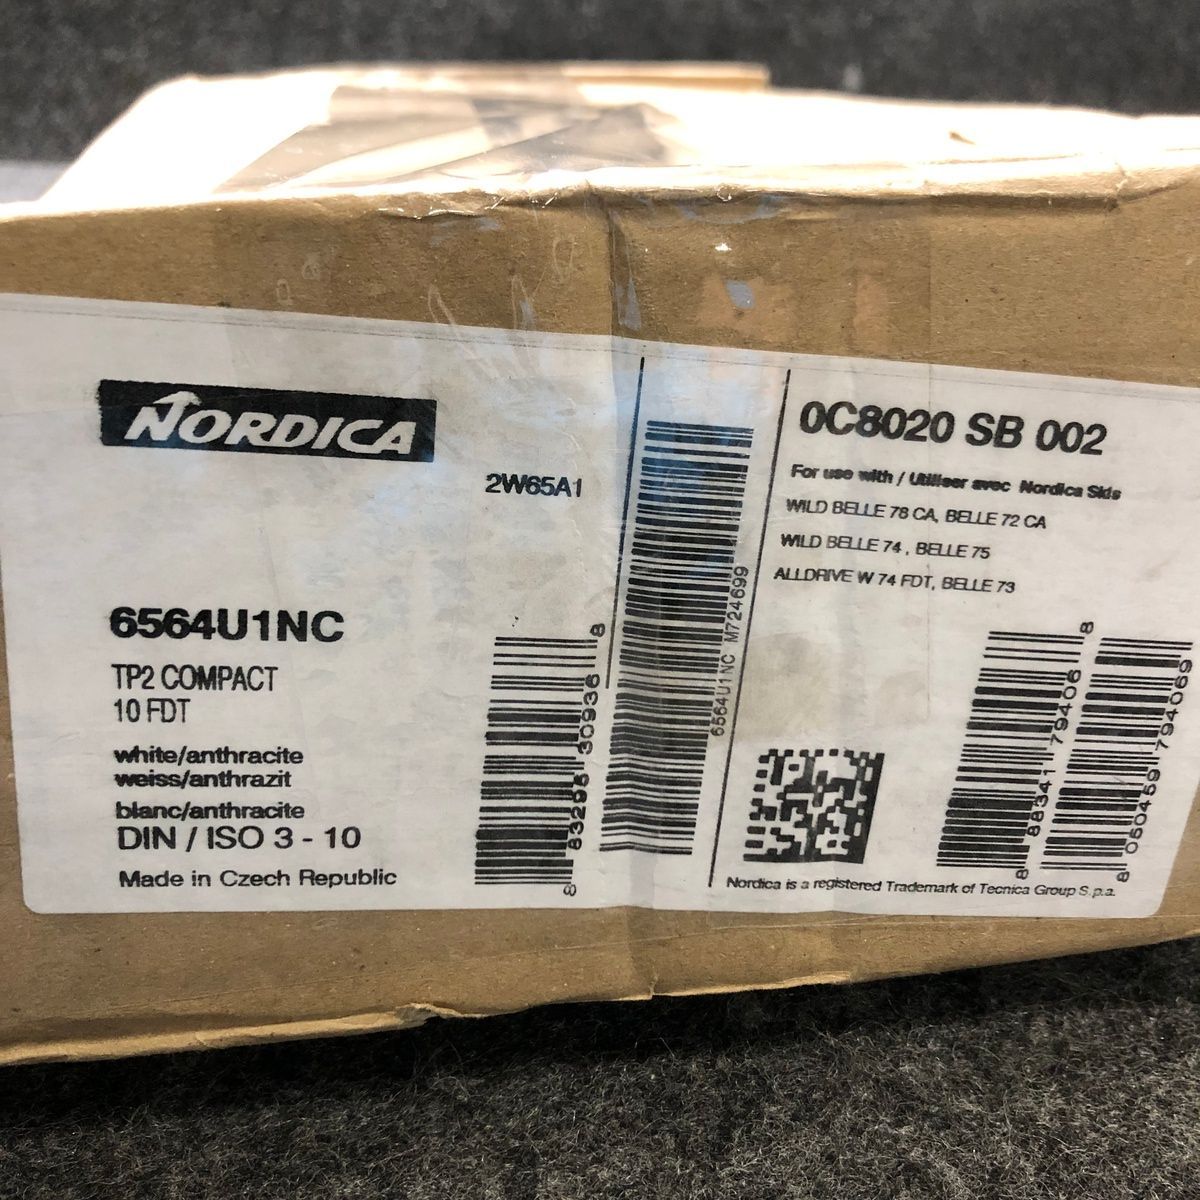 NORDICA
2W65A1
6564U1NC
TP2 COMPACT
10 FDT
white/anthracite
weiss/anthrazit
blanc/anthracite
DIN / ISO 3 - 10
Made in Czech Republic
8 83295 30936 8
6564U1NC M724699
0C8020 SB 002
For use with / Utiliser avec Nordica Skis
WILD BELLE 78 CA, BELLE 72 CA
WILD BELLE 74 , BELLE 75
ALLDRIVE W 74 FDT, BELLE 73
8 88341 79406 8
8 050459 794069
Nordica is a registered Trademark of Tecnica Group S.p.a.